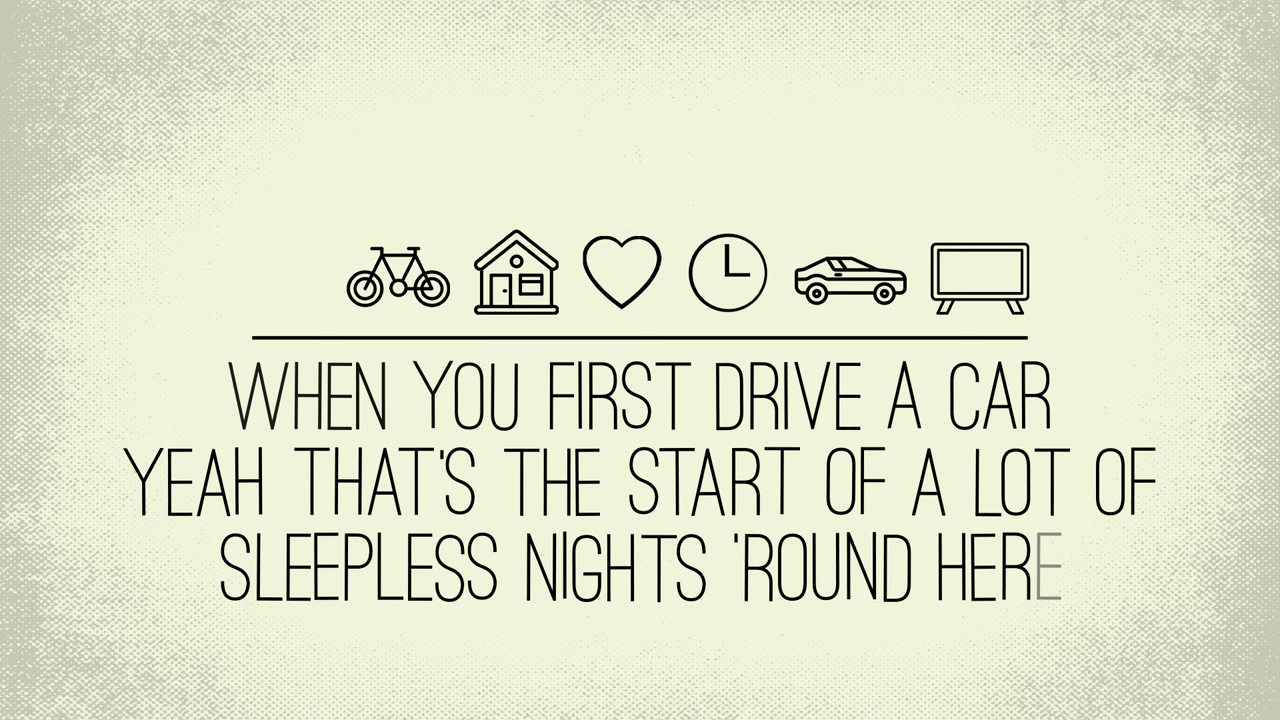 WHEN YOU FIRST DRIVE A CAR
YEAH THAT'S THE START OF A LOT OF
SLEEPLESS NIGHTS 'ROUND HERE